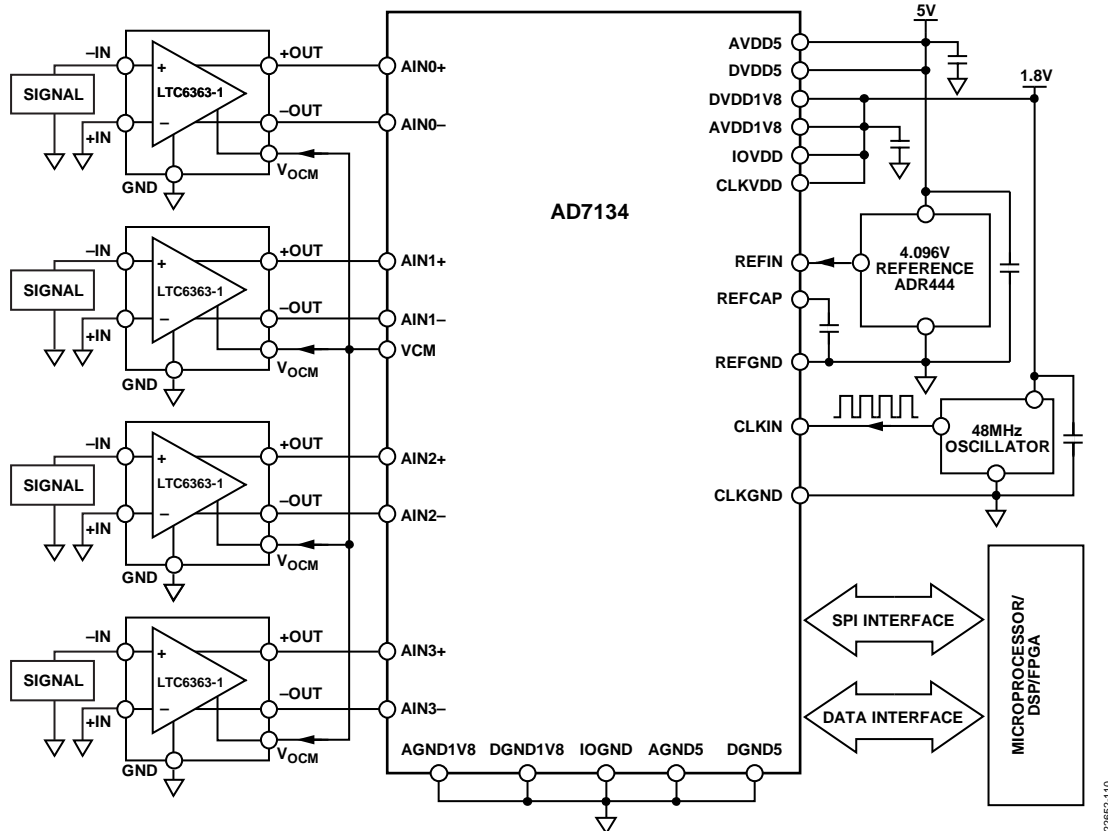 –IN
+OUT
+
LTC6363-1
SIGNAL
–
–OUT
+IN
GND
VOCM
AIN0+
AIN0–
–IN
+OUT
+
LTC6363-1
SIGNAL
–
–OUT
+IN
GND
VOCM
AIN1+
AIN1–
VCM
–IN
+OUT
+
LTC6363-1
SIGNAL
–
–OUT
+IN
GND
VOCM
AIN2+
AIN2–
–IN
+OUT
+
LTC6363-1
SIGNAL
–
–OUT
+IN
GND
VOCM
AIN3+
AIN3–
AD7134
AGND1V8 DGND1V8 IOGND AGND5 DGND5
5V
1.8V
AVDD5
DVDD5
DVDD1V8
AVDD1V8
IOVDD
CLKVDD
REFIN
REFCAP
REFGND
CLKIN
CLKGND
4.096V
REFERENCE
ADR444
48MHz
OSCILLATOR
SPI INTERFACE
DATA INTERFACE
MICROPROCESSOR/
DSP/FPGA
22652-110